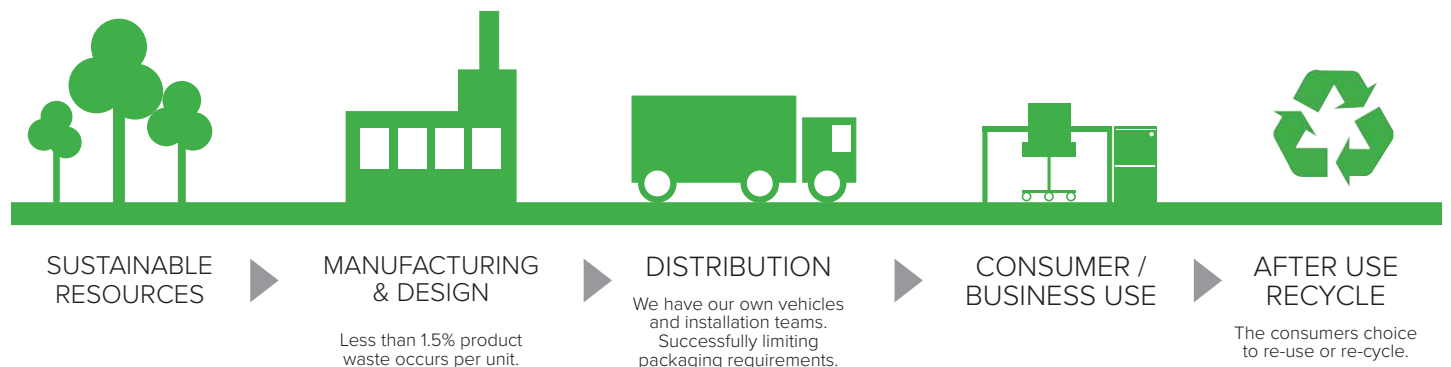 SUSTAINABLE
RESOURCES
MANUFACTURING
& DESIGN
Less than 1.5% product
waste occurs per unit.
DISTRIBUTION
We have our own vehicles
and installation teams.
Successfully limiting
packaging requirements.
CONSUMER /
BUSINESS USE
AFTER USE
RECYCLE
The consumers choice
to re-use or re-cycle.